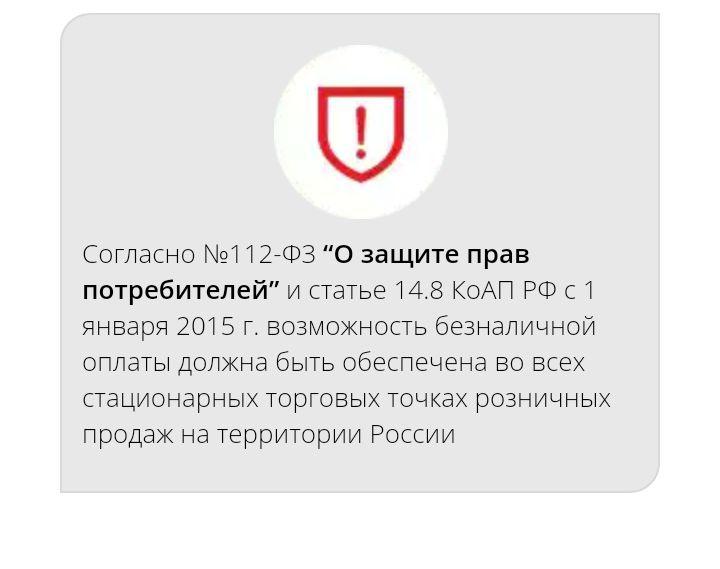 Согласно №112-ФЗ “О защите прав
потребителей” и статье 14.8 КоАП РФ с 1
января 2015 г. возможность безналичной
оплаты должна быть обеспечена во всех
стационарных торговых точках розничных
продаж на территории России